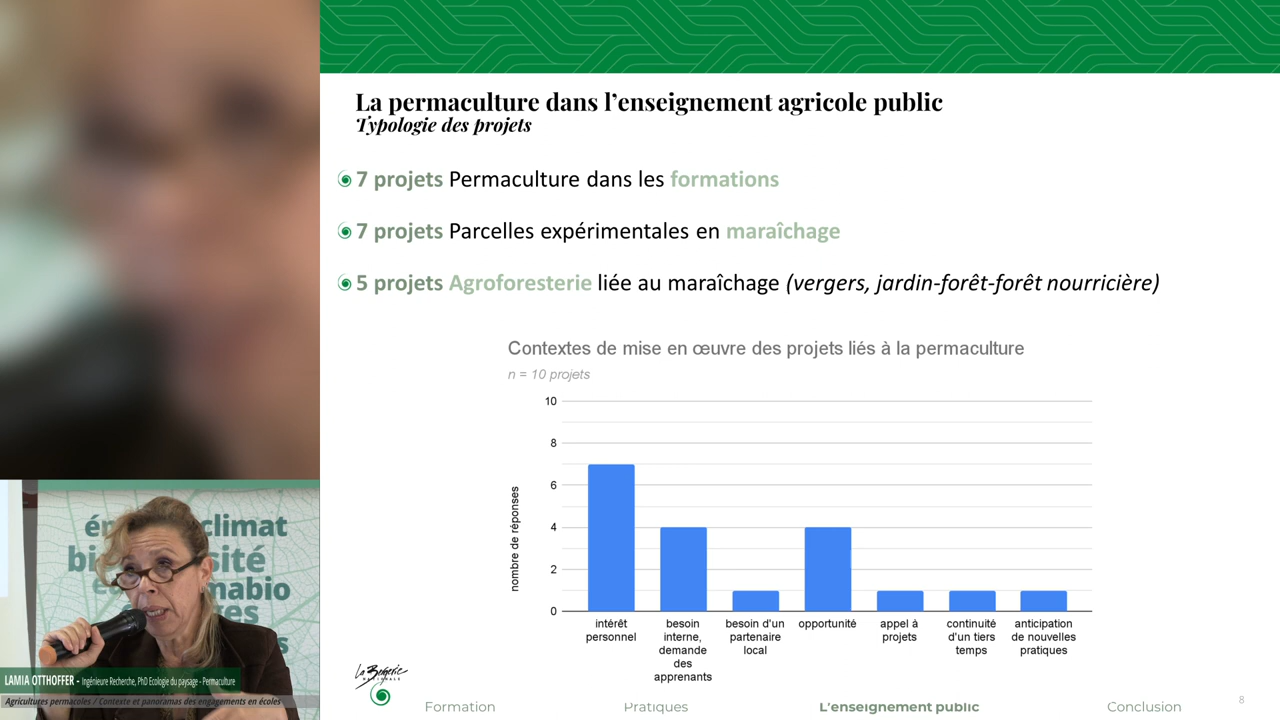 La permaculture dans l'enseignement agricole public
Typologie des projets
7 projets Permaculture dans les formations
7 projets Parcelles expérimentales en maraîchage
5 projets Agroforesterie liée au maraîchage (vergers, jardin-forêt-forêt nourricière)
Contextes de mise en œuvre des projets liés à la permaculture
n = 10 projets
nombre de réponses
10
8
6
4
2
0
intérêt
personnel
besoin
interne,
demande
des
apprenants
besoin d'un
partenaire
local
opportunité
appel à
projets
continuité
d'un tiers
temps
anticipation
de nouvelles
pratiques
La Bergerie
NATIONALE
Formation
Pratiques
L'enseignement public
Conclusion
8
climat
LAMIA OTTHOFFER - Ingénieure Recherche, PhD Ecologie du paysage - Permaculture
Agricultures permacoles / Contexte et panoramas des engagements en écoles